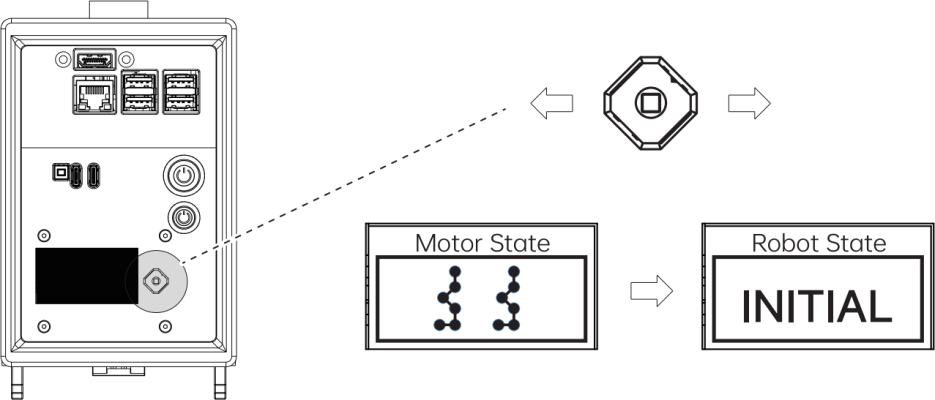 Motor State
Robot State
INITIAL